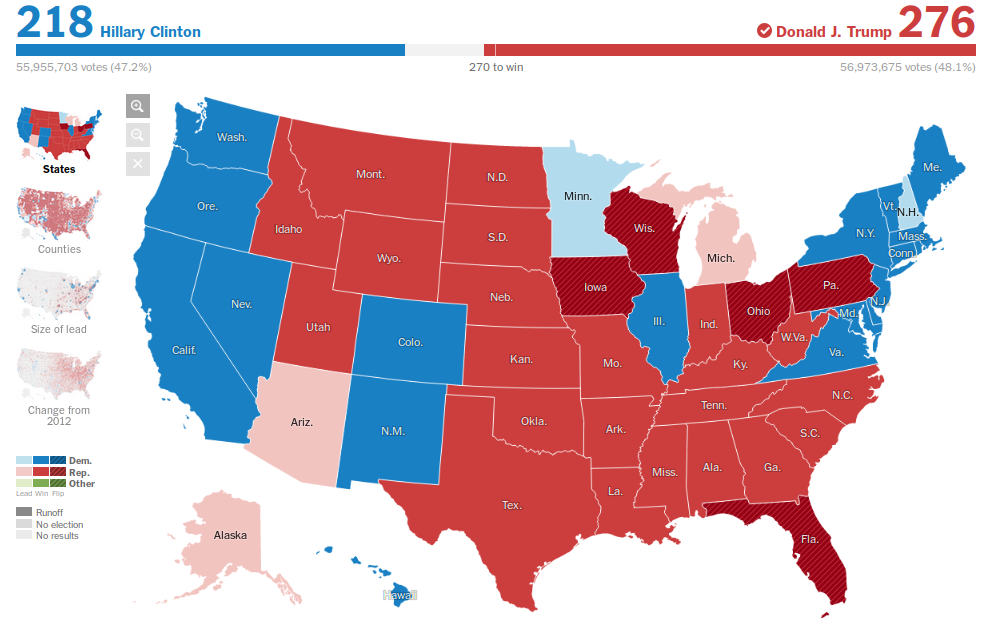 218 Hillary Clinton
Donald J. Trump 276
55,955,703 votes (47.2%)
270 to win
56,973,675 votes (48.1%)
States
Counties
Size of lead
Change from
2012
Dem.
Rep.
Other
Lead Win Flip
Runoff
No election
No results
Wash.
Ore.
Calif.
Nev.
Idaho
Mont.
Wyo.
Utah
Ariz.
Colo.
N.M.
N.D.
S.D.
Neb.
Kan.
Okla.
Tex.
Minn.
Iowa
Mo.
Ark.
La.
Wis.
Ill.
Mich.
Ind.
Ohio
Ky.
Tenn.
Miss.
Ala.
Ga.
Fla.
S.C.
N.C.
Va.
W.Va.
Md.
Pa.
N.J.
N.Y.
Conn.
Mass.
Vt.
N.H.
Me.
Alaska
Hawaii